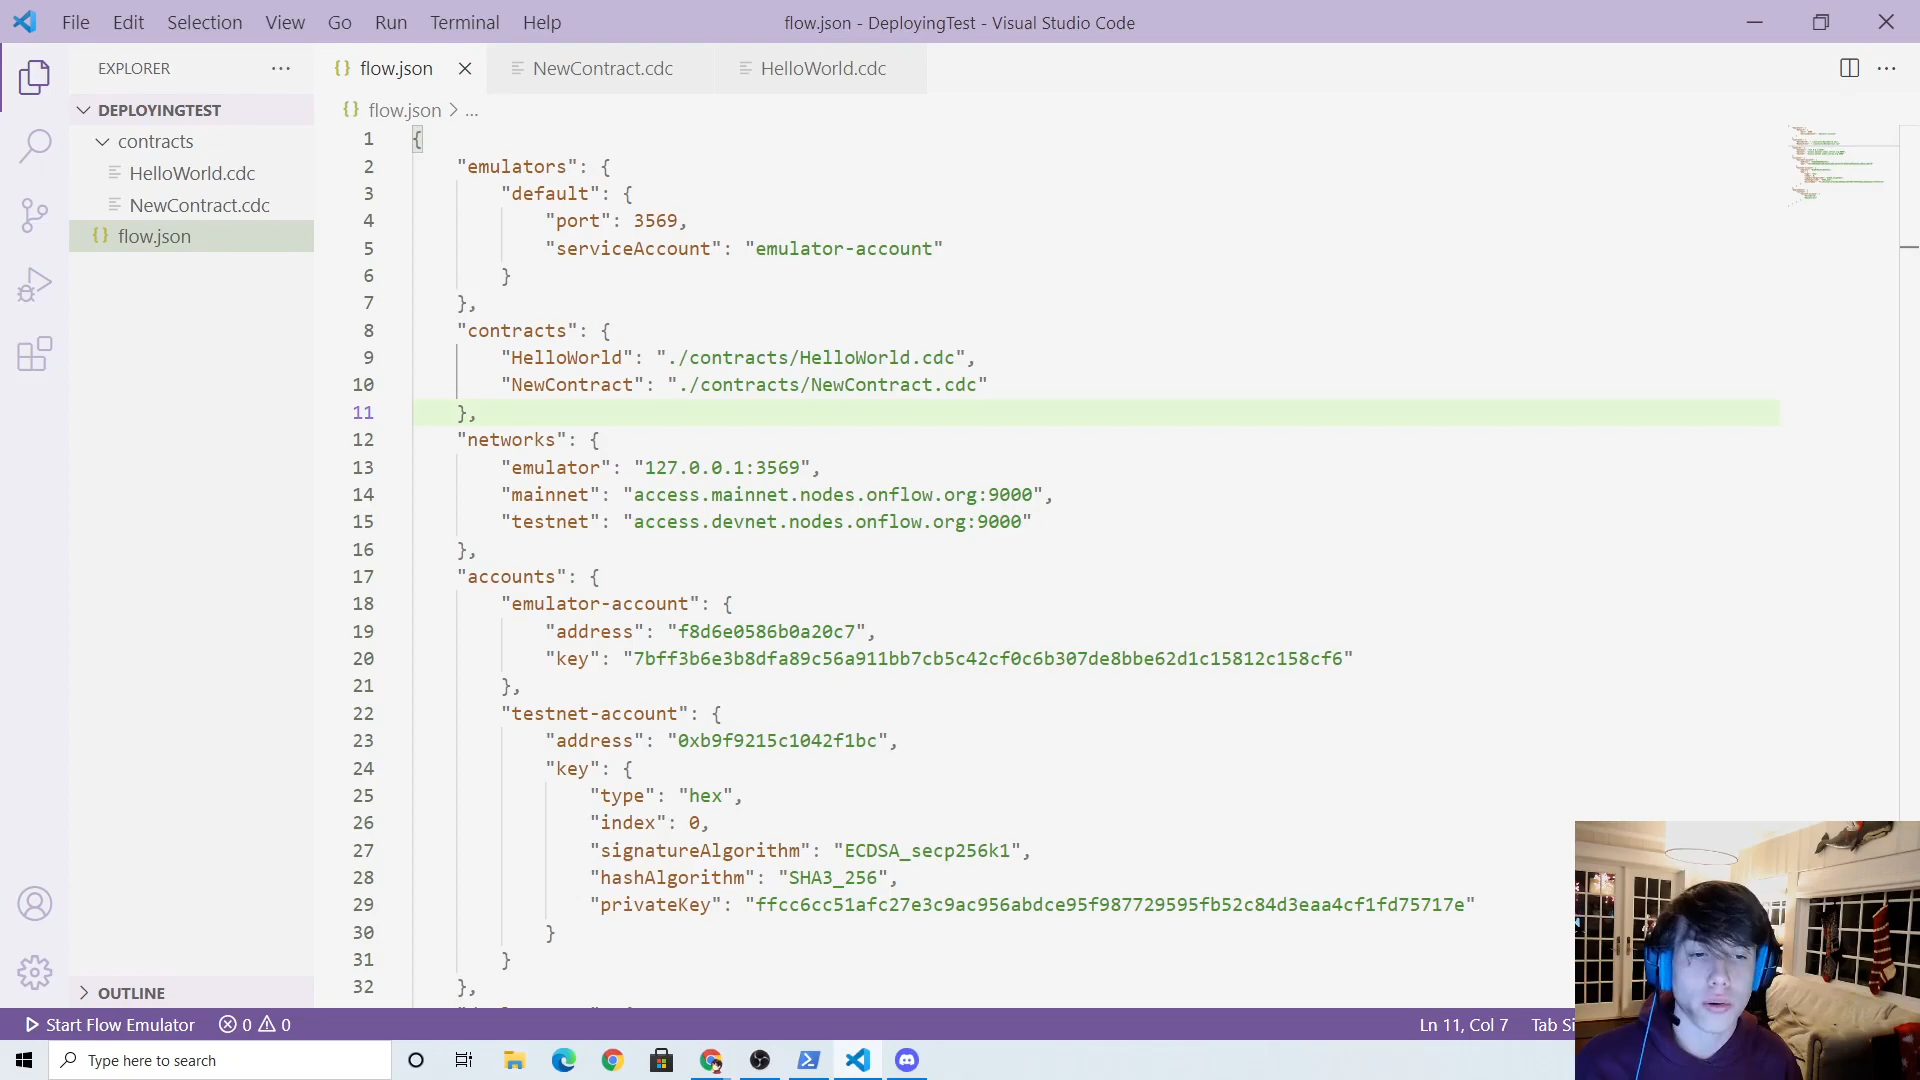 File Edit Selection View Go Run Terminal Help
flow.json - DeployingTest - Visual Studio Code
EXPLORER
DEPLOYINGTEST
contracts
HelloWorld.cdc
NewContract.cdc
{} flow.json
OUTLINE
{} flow.json NewContract.cdc HelloWorld.cdc
{} flow.json > ...
1 {
2 "emulators": {
3 "default": {
4 "port": 3569,
5 "serviceAccount": "emulator-account"
6 }
7 },
8 "contracts": {
9 "HelloWorld": "./contracts/HelloWorld.cdc",
10 "NewContract": "./contracts/NewContract.cdc"
11 },
12 "networks": {
13 "emulator": "127.0.0.1:3569",
14 "mainnet": "access.mainnet.nodes.onflow.org:9000",
15 "testnet": "access.devnet.nodes.onflow.org:9000"
16 },
17 "accounts": {
18 "emulator-account": {
19 "address": "f8d6e0586b0a20c7",
20 "key": "7bff3b6e3b8dfa89c56a911bb7cb5c42cf0c6b307de8bbe62d1c15812c158cf6"
21 },
22 "testnet-account": {
23 "address": "0xb9f9215c1042f1bc",
24 "key": {
25 "type": "hex",
26 "index": 0,
27 "signatureAlgorithm": "ECDSA_secp256k1",
28 "hashAlgorithm": "SHA3_256",
29 "privateKey": "ffcc6cc51afc27e3c9ac956abdce95f987729595fb52c84d3eaa4cf1fd75717e"
30 }
31 }
32 },
Start Flow Emulator 0 0 Ln 11, Col 7 Tab Si
Type here to search